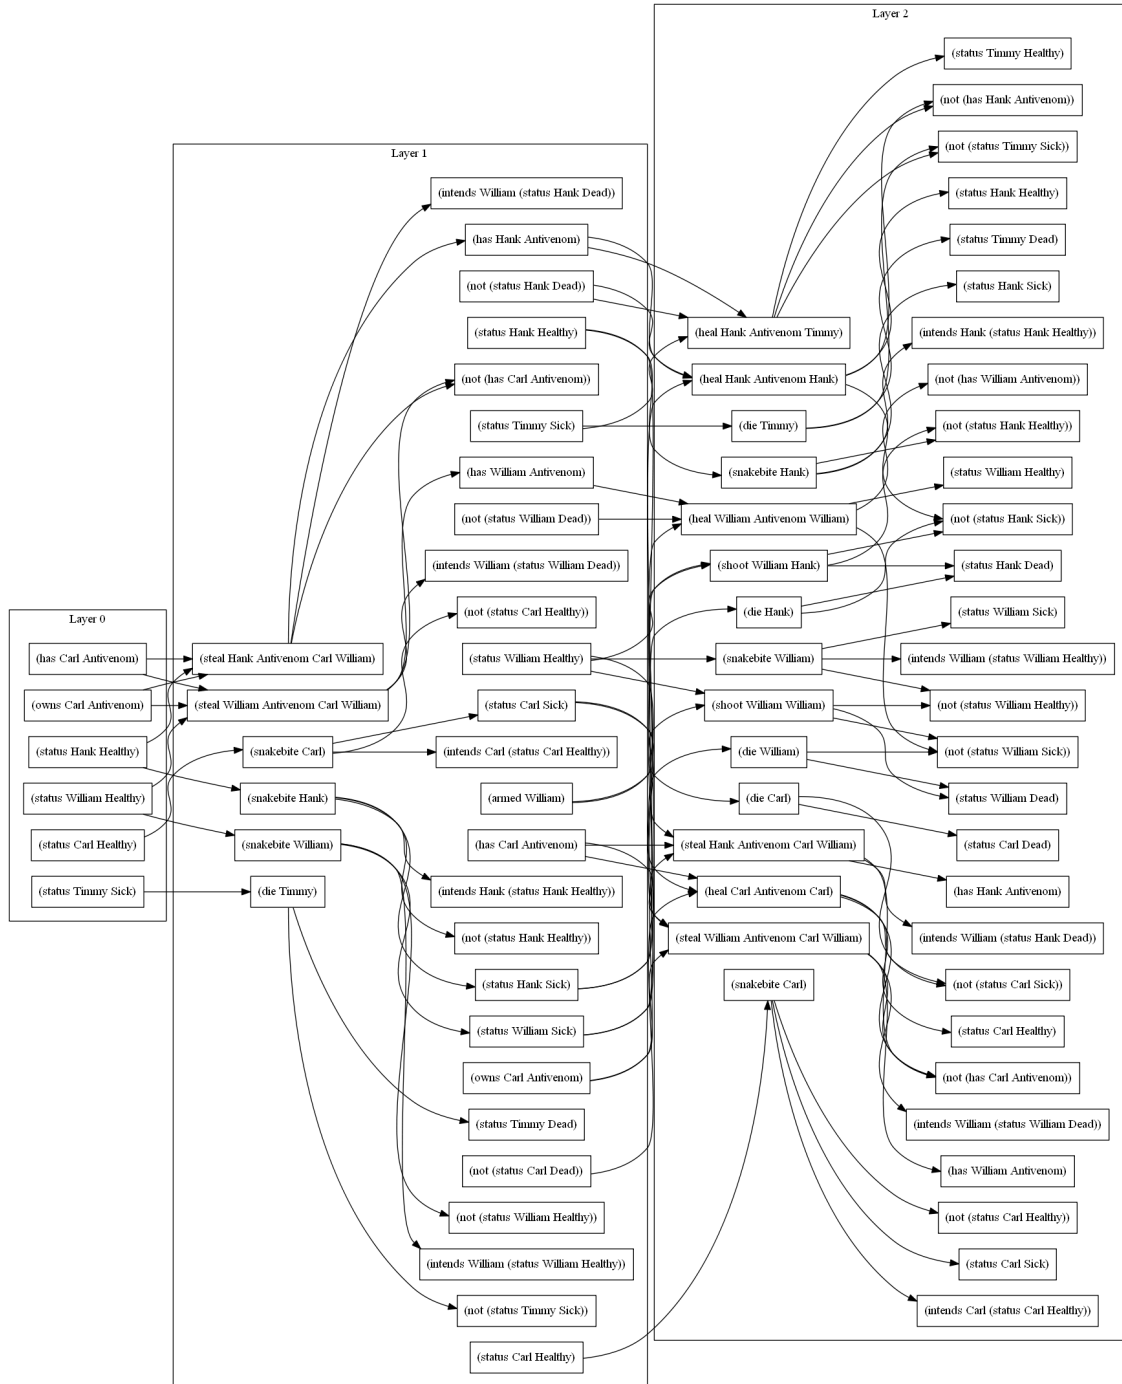 Layer 0
(has Carl Antivenom)
(owns Carl Antivenom)
(status Hank Healthy)
(status William Healthy)
(status Carl Healthy)
(status Timmy Sick)
Layer 1
(steal Hank Antivenom Carl William)
(steal William Antivenom Carl William)
(snakebite Carl)
(snakebite Hank)
(snakebite William)
(die Timmy)
(intends William (status Hank Dead))
(has Hank Antivenom)
(not (status Hank Dead))
(status Hank Healthy)
(not (has Carl Antivenom))
(status Timmy Sick)
(has William Antivenom)
(not (status William Dead))
(intends William (status William Dead))
(not (status Carl Healthy))
(status William Healthy)
(status Carl Sick)
(intends Carl (status Carl Healthy))
(armed William)
(has Carl Antivenom)
(intends Hank (status Hank Healthy))
(not (status Hank Healthy))
(status Hank Sick)
(status William Sick)
(owns Carl Antivenom)
(status Timmy Dead)
(not (status Carl Dead))
(not (status William Healthy))
(intends William (status William Healthy))
(not (status Timmy Sick))
(status Carl Healthy)
Layer 2
(heal Hank Antivenom Timmy)
(heal Hank Antivenom Hank)
(die Timmy)
(snakebite Hank)
(heal William Antivenom William)
(shoot William Hank)
(die Hank)
(snakebite William)
(shoot William William)
(die William)
(die Carl)
(steal Hank Antivenom Carl William)
(heal Carl Antivenom Carl)
(steal William Antivenom Carl William)
(snakebite Carl)
(status Timmy Healthy)
(not (has Hank Antivenom))
(not (status Timmy Sick))
(status Hank Healthy)
(status Timmy Dead)
(status Hank Sick)
(intends Hank (status Hank Healthy))
(not (has William Antivenom))
(not (status Hank Healthy))
(status William Healthy)
(not (status Hank Sick))
(status Hank Dead)
(status William Sick)
(intends William (status William Healthy))
(not (status William Healthy))
(not (status William Sick))
(status William Dead)
(status Carl Dead)
(has Hank Antivenom)
(intends William (status Hank Dead))
(not (status Carl Sick))
(status Carl Healthy)
(not (has Carl Antivenom))
(intends William (status William Dead))
(has William Antivenom)
(not (status Carl Healthy))
(status Carl Sick)
(intends Carl (status Carl Healthy))